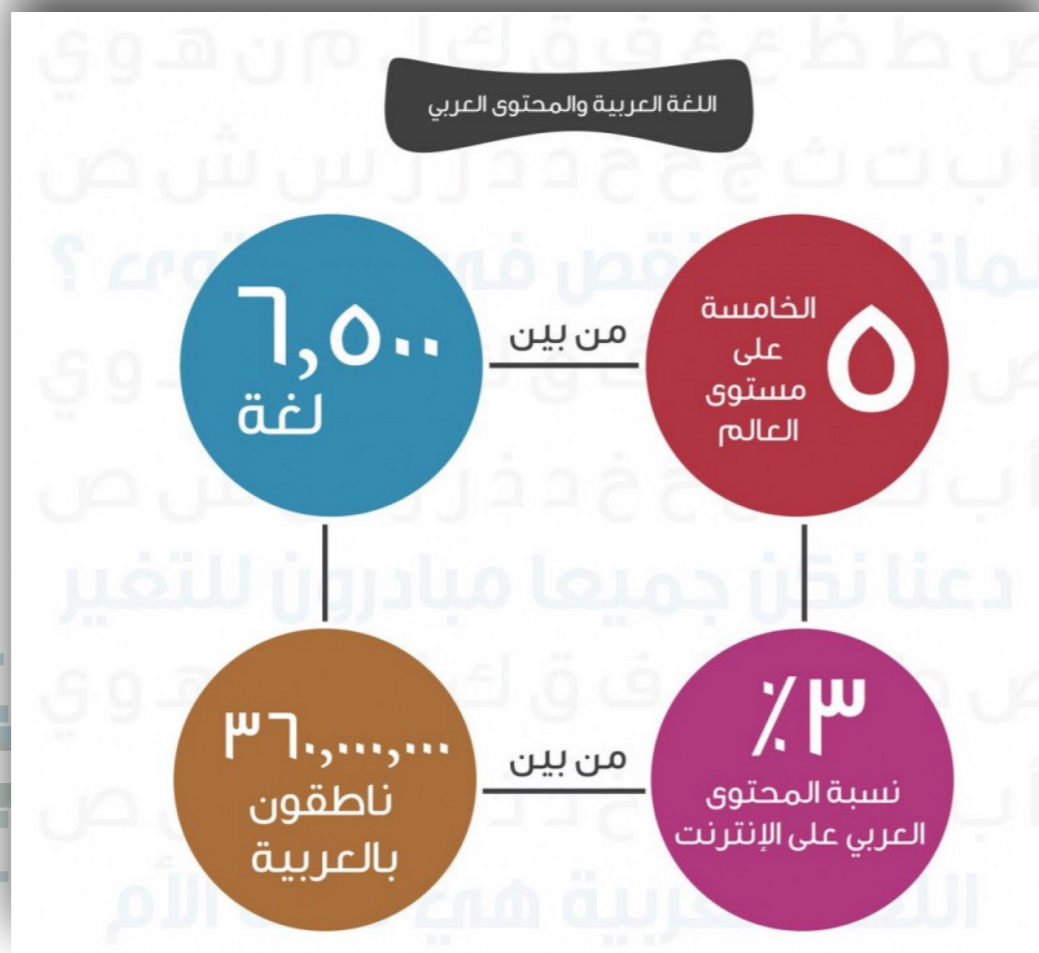 اللغة العربية والمحتوى العربي
٥
الخامسة
على
مستوى
العالم
من بين
٦,٥٠٠
لغة
٣٪
نسبة المحتوى
العربي على الإنترنت
من بين
٣٦٠,٠٠٠,٠٠٠
ناطقون
بالعربية
دعنا نكن جميعا مبادرون للتغير